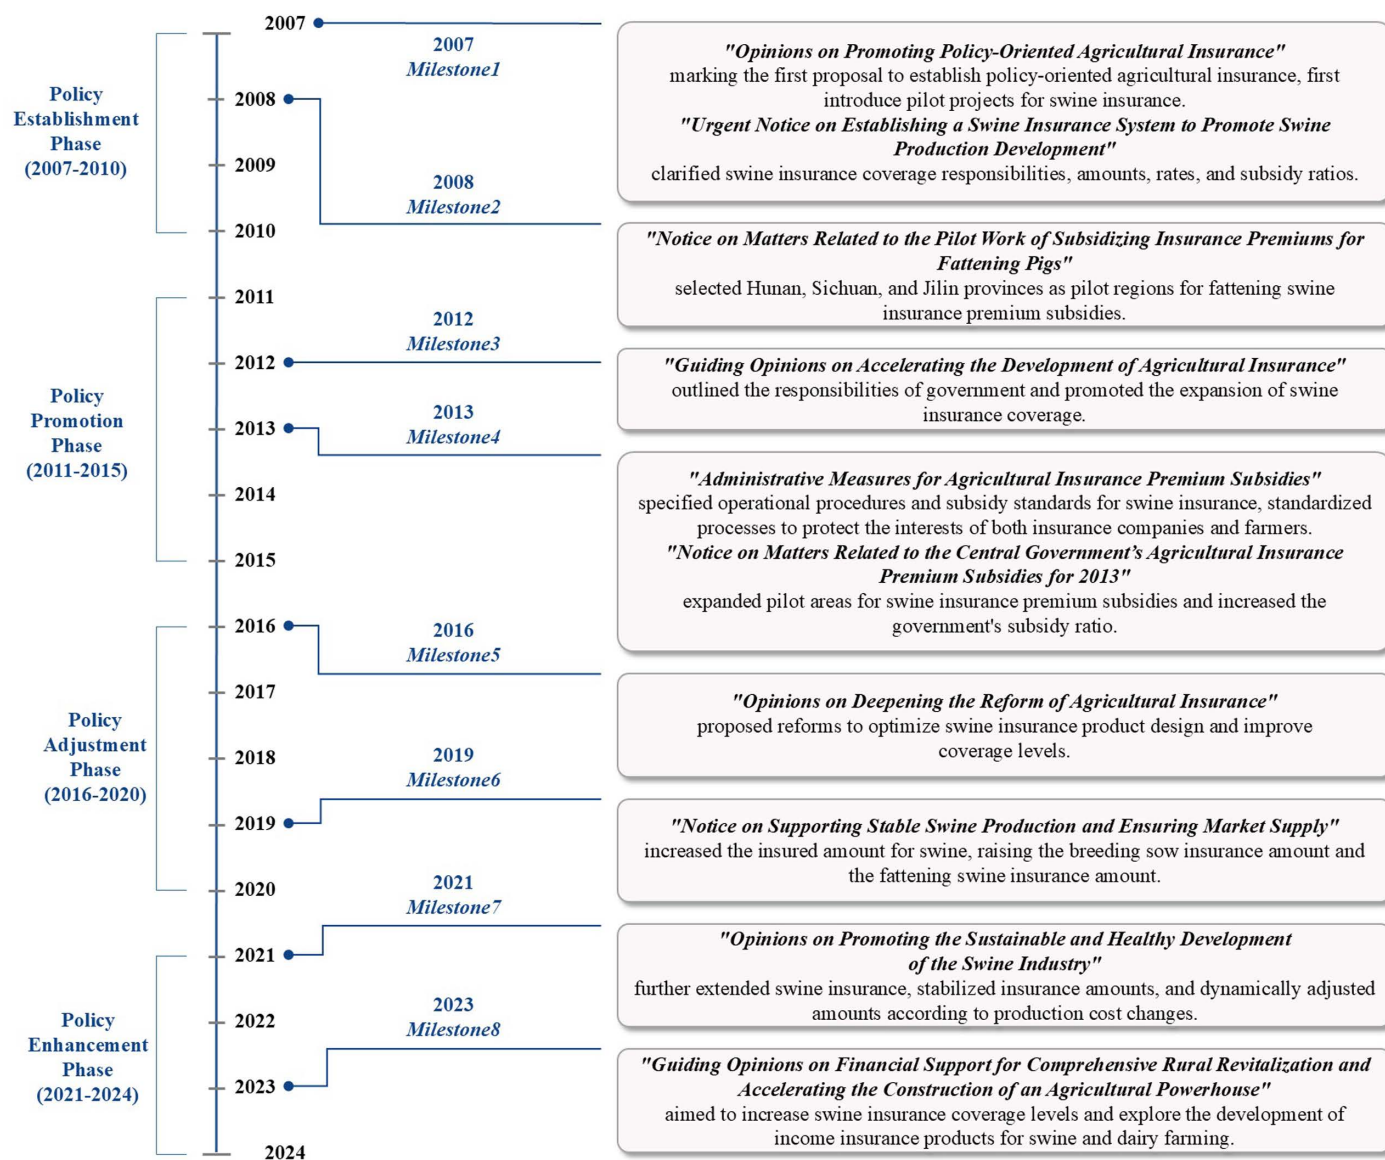 2007
2008
2009
2010
2011
2012
2013
2014
2015
2016
2017
2018
2019
2020
2021
2022
2023
2024
Policy
Establishment
Phase
(2007-2010)
Policy
Promotion
Phase
(2011-2015)
Policy
Adjustment
Phase
(2016-2020)
Policy
Enhancement
Phase
(2021-2024)
2007
Milestone1
"Opinions on Promoting Policy-Oriented Agricultural Insurance"
marking the first proposal to establish policy-oriented agricultural insurance, first
introduce pilot projects for swine insurance.
"Urgent Notice on Establishing a Swine Insurance System to Promote Swine
Production Development"
clarified swine insurance coverage responsibilities, amounts, rates, and subsidy ratios.
2008
Milestone2
"Notice on Matters Related to the Pilot Work of Subsidizing Insurance Premiums for
Fattening Pigs"
selected Hunan, Sichuan, and Jilin provinces as pilot regions for fattening swine
insurance premium subsidies.
2012
Milestone3
"Guiding Opinions on Accelerating the Development of Agricultural Insurance"
outlined the responsibilities of government and promoted the expansion of swine
insurance coverage.
2013
Milestone4
"Administrative Measures for Agricultural Insurance Premium Subsidies"
specified operational procedures and subsidy standards for swine insurance, standardized
processes to protect the interests of both insurance companies and farmers.
"Notice on Matters Related to the Central Government’s Agricultural Insurance
Premium Subsidies for 2013"
expanded pilot areas for swine insurance premium subsidies and increased the
government's subsidy ratio.
2016
Milestone5
"Opinions on Deepening the Reform of Agricultural Insurance"
proposed reforms to optimize swine insurance product design and improve
coverage levels.
2019
Milestone6
"Notice on Supporting Stable Swine Production and Ensuring Market Supply"
increased the insured amount for swine, raising the breeding sow insurance amount and
the fattening swine insurance amount.
2021
Milestone7
"Opinions on Promoting the Sustainable and Healthy Development
of the Swine Industry"
further extended swine insurance, stabilized insurance amounts, and dynamically adjusted
amounts according to production cost changes.
2023
Milestone8
"Guiding Opinions on Financial Support for Comprehensive Rural Revitalization and
Accelerating the Construction of an Agricultural Powerhouse"
aimed to increase swine insurance coverage levels and explore the development of
income insurance products for swine and dairy farming.